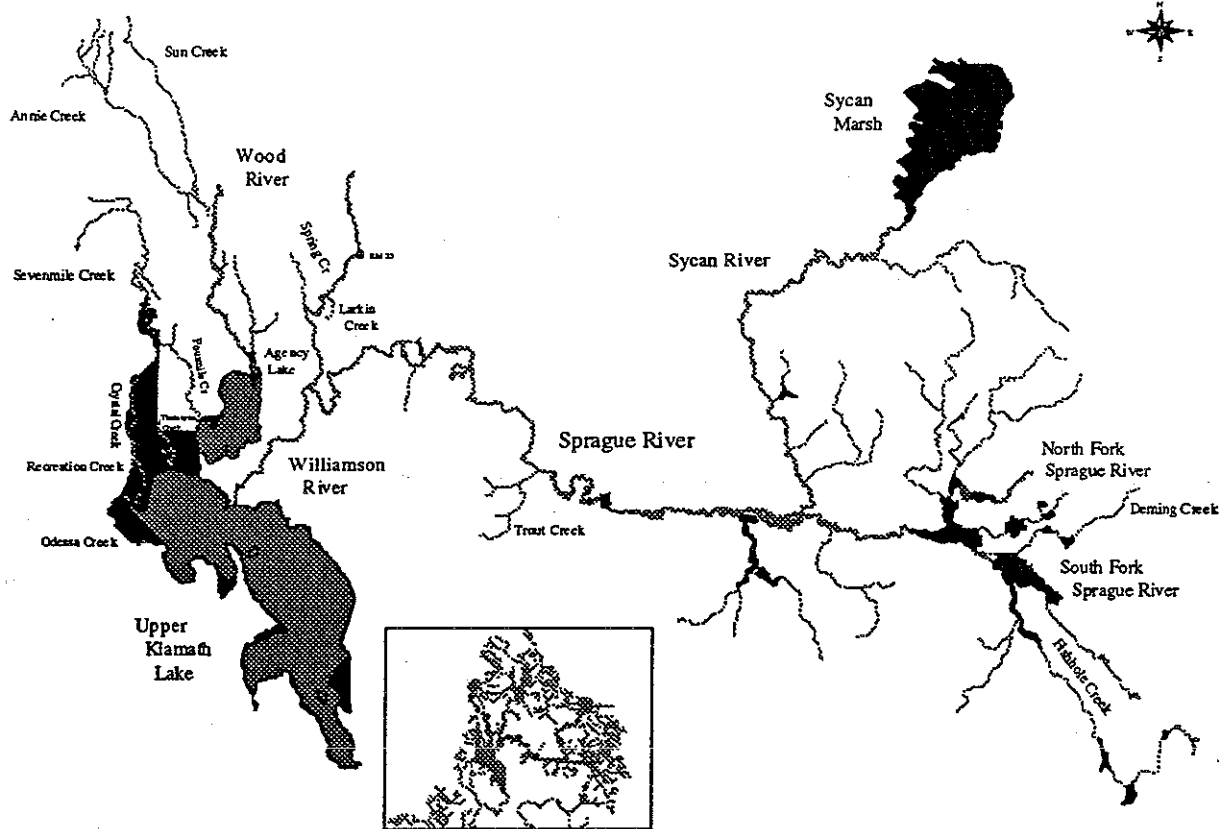 N
W
E
S
Sun Creek
Annie Creek
Wood
River
Sycan
Marsh
Spring Cr
Sevenmile Creek
Sycan River
Larkin
Creek
Fourmile Cr
Agency
Lake
Crystal Creek
Sprague River
Recreation Creek
Williamson
River
North Fork
Sprague River
Deming Creek
Odessa Creek
Trout Creek
South Fork
Sprague River
Upper
Klamath
Lake
Fishhole Creek